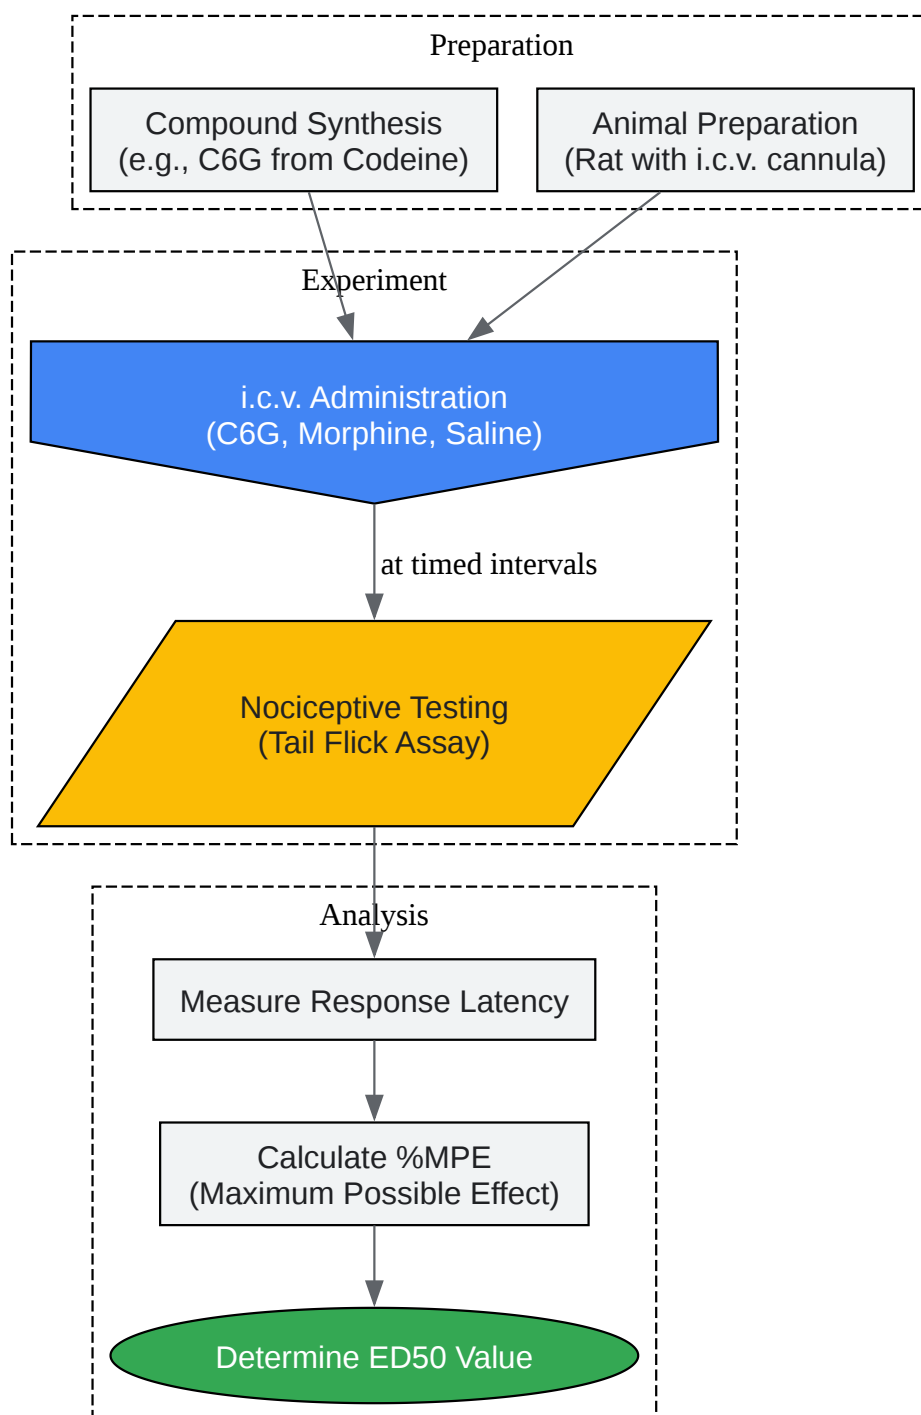 Preparation
Compound Synthesis
(e.g., C6G from Codeine)
Animal Preparation
(Rat with i.c.v. cannula)
Experiment
i.c.v. Administration
(C6G, Morphine, Saline)
at timed intervals
Nociceptive Testing
(Tail Flick Assay)
Analysis
Measure Response Latency
Calculate %MPE
(Maximum Possible Effect)
Determine ED50 Value